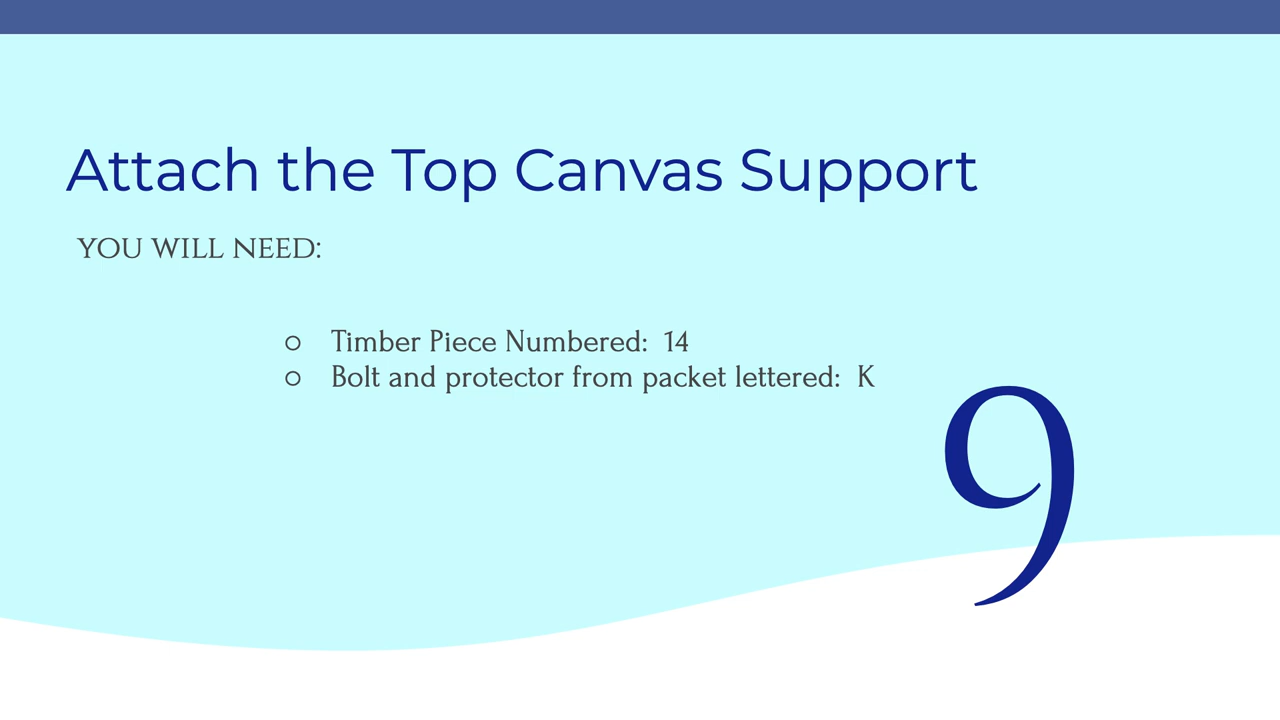 Attach the Top Canvas Support
YOU WILL NEED:
Timber Piece Numbered: 14
Bolt and protector from packet lettered: K
9